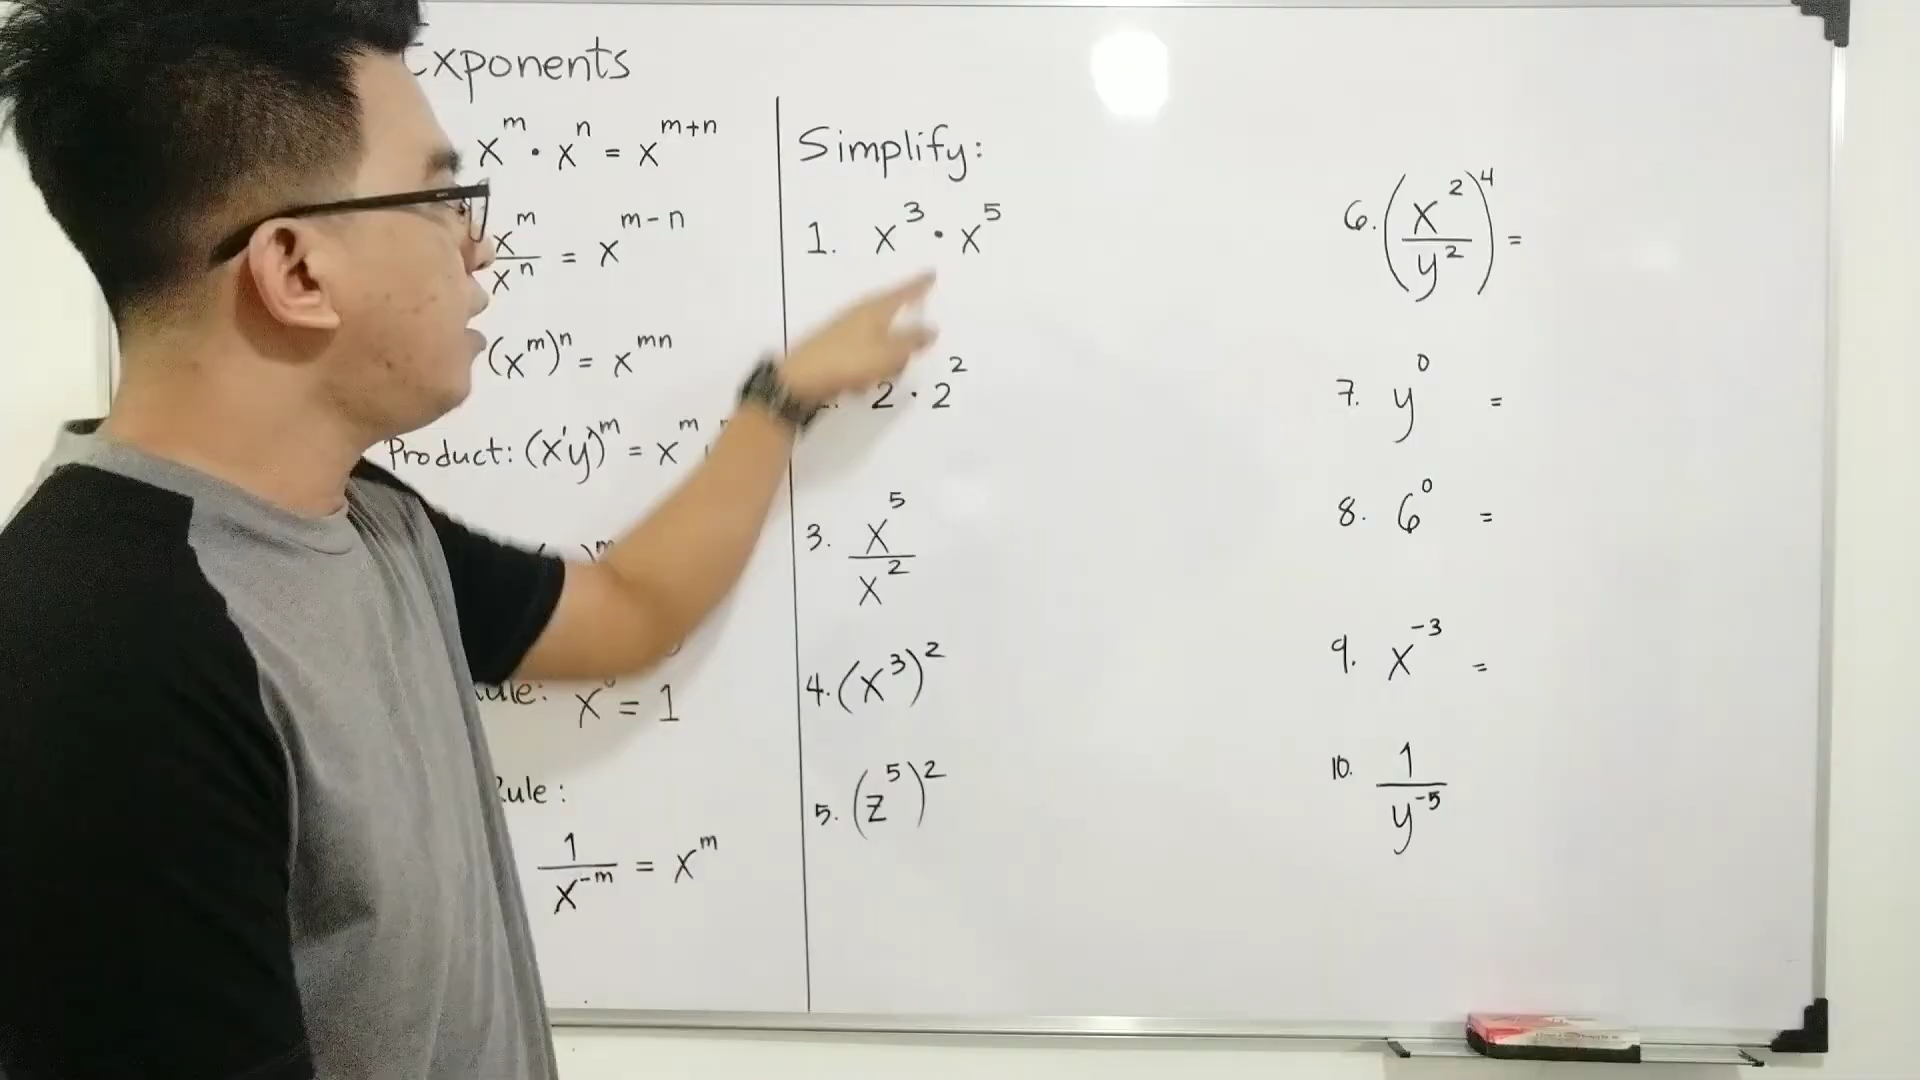 Exponents
x^m · x^n = x^{m+n}
x^m / x^n = x^{m-n}
(x^m)^n = x^{mn}
Product: (x'y')^m = x^m
)^m
Rule: x^0 = 1
Rule:
1 / x^{-m} = x^m
Simplify:
1. x^3 · x^5
2 · 2^2
3. x^5 / x^2
4. (x^3)^2
5. (z^5)^2
6. (x^2 / y^2)^4 =
7. y^0 =
8. 6^0 =
9. x^{-3} =
10. 1 / y^{-5}